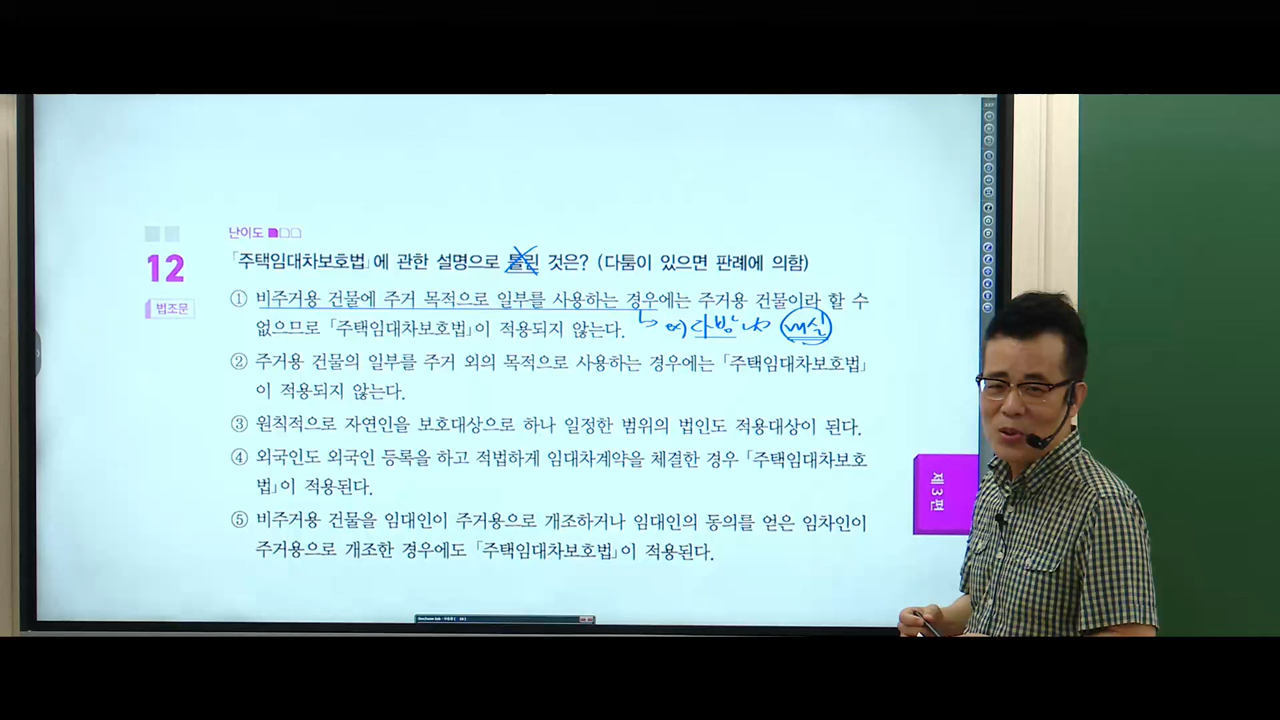 난이도
12
「주택임대차보호법」에 관한 설명으로 틀린 것은? (다툼이 있으면 판례에 의함)
법조문
① 비주거용 건물에 주거 목적으로 일부를 사용하는 경우에는 주거용 건물이라 할 수
없으므로 「주택임대차보호법」이 적용되지 않는다.
내실
② 주거용 건물의 일부를 주거 외의 목적으로 사용하는 경우에는 「주택임대차보호법」
이 적용되지 않는다.
③ 원칙적으로 자연인을 보호대상으로 하나 일정한 범위의 법인도 적용대상이 된다.
④ 외국인도 외국인 등록을 하고 적법하게 임대차계약을 체결한 경우 「주택임대차보호
법」이 적용된다.
⑤ 비주거용 건물을 임대인이 주거용으로 개조하거나 임대인의 동의를 얻은 임차인이
주거용으로 개조한 경우에도 「주택임대차보호법」이 적용된다.
제3편